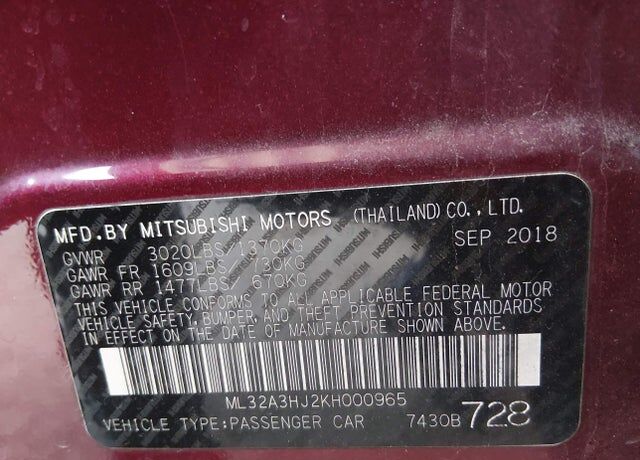 MFD.BY MITSUBISHI MOTORS (THAILAND)CO.,LTD.
SEP 2018
GVWR 3020LBS 1370KG
GAWR FR 1609LBS 730KG
GAWR RR 1477LBS 670KG
THIS VEHICLE CONFORMS TO ALL APPLICABLE FEDERAL MOTOR
VEHICLE SAFETY, BUMPER, AND THEFT PREVENTION STANDARDS
IN EFFECT ON THE DATE OF MANUFACTURE SHOWN ABOVE.
ML32A3HJ2KH000965
VEHICLE TYPE:PASSENGER CAR 7430B 728